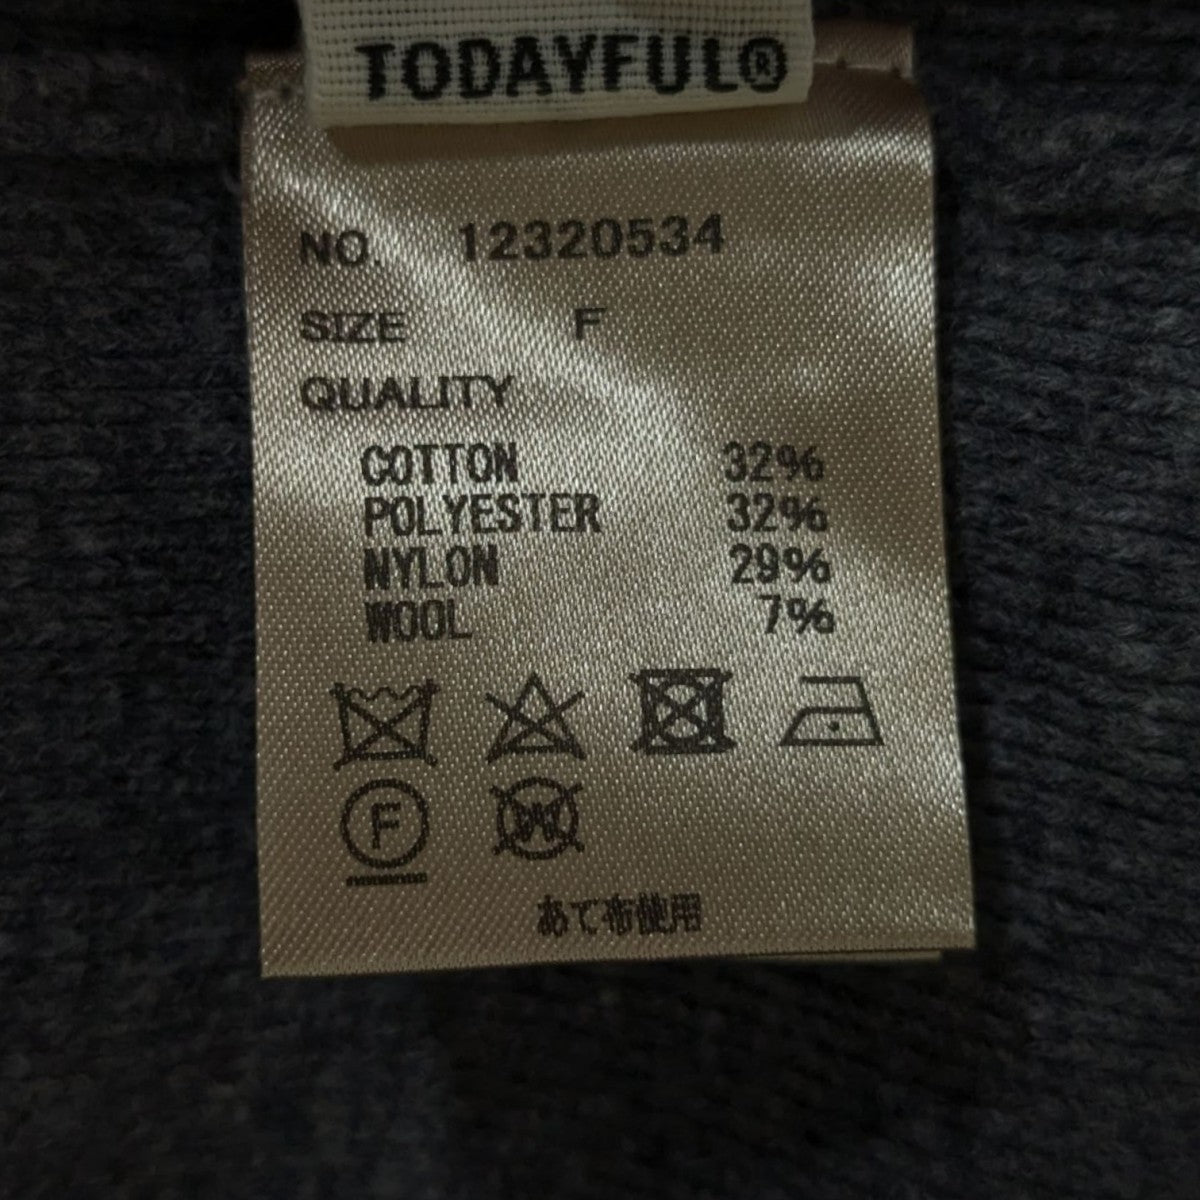 TODAYFUL®
NO. 12320534
SIZE F
QUALITY
COTTON 32%
POLYESTER 32%
NYLON 29%
WOOL 7%
F W
あて布使用